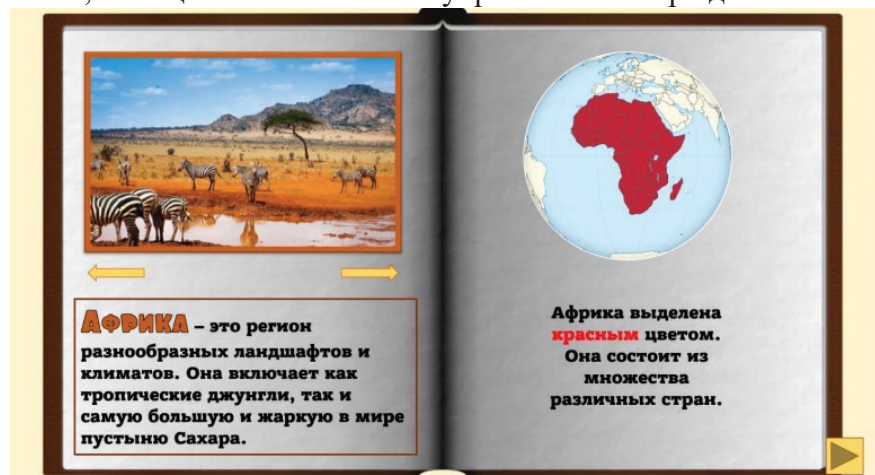 Африка – это регион
разнообразных ландшафтов и
климатов. Она включает как
тропические джунгли, так и
самую большую и жаркую в мире
пустыню Сахара.
Африка выделена
красным цветом.
Она состоит из
множества
различных стран.